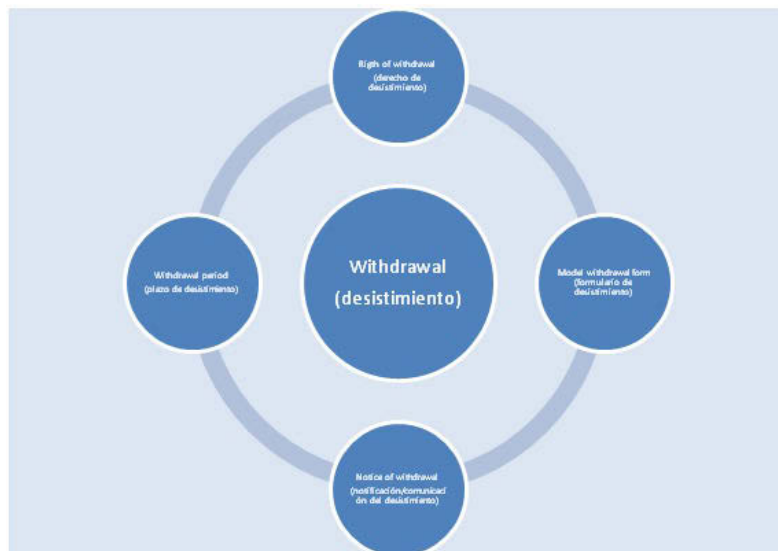 Rigth of withdrawal
(derecho de
desistimiento)
Withdrawal
(desistimiento)
Withdrawal period
(plazo de desistimiento)
Model withdrawal form
(formulario de
desistimiento)
Notice of withdrawal
(notificación/comunicaci
ón del desistimiento)